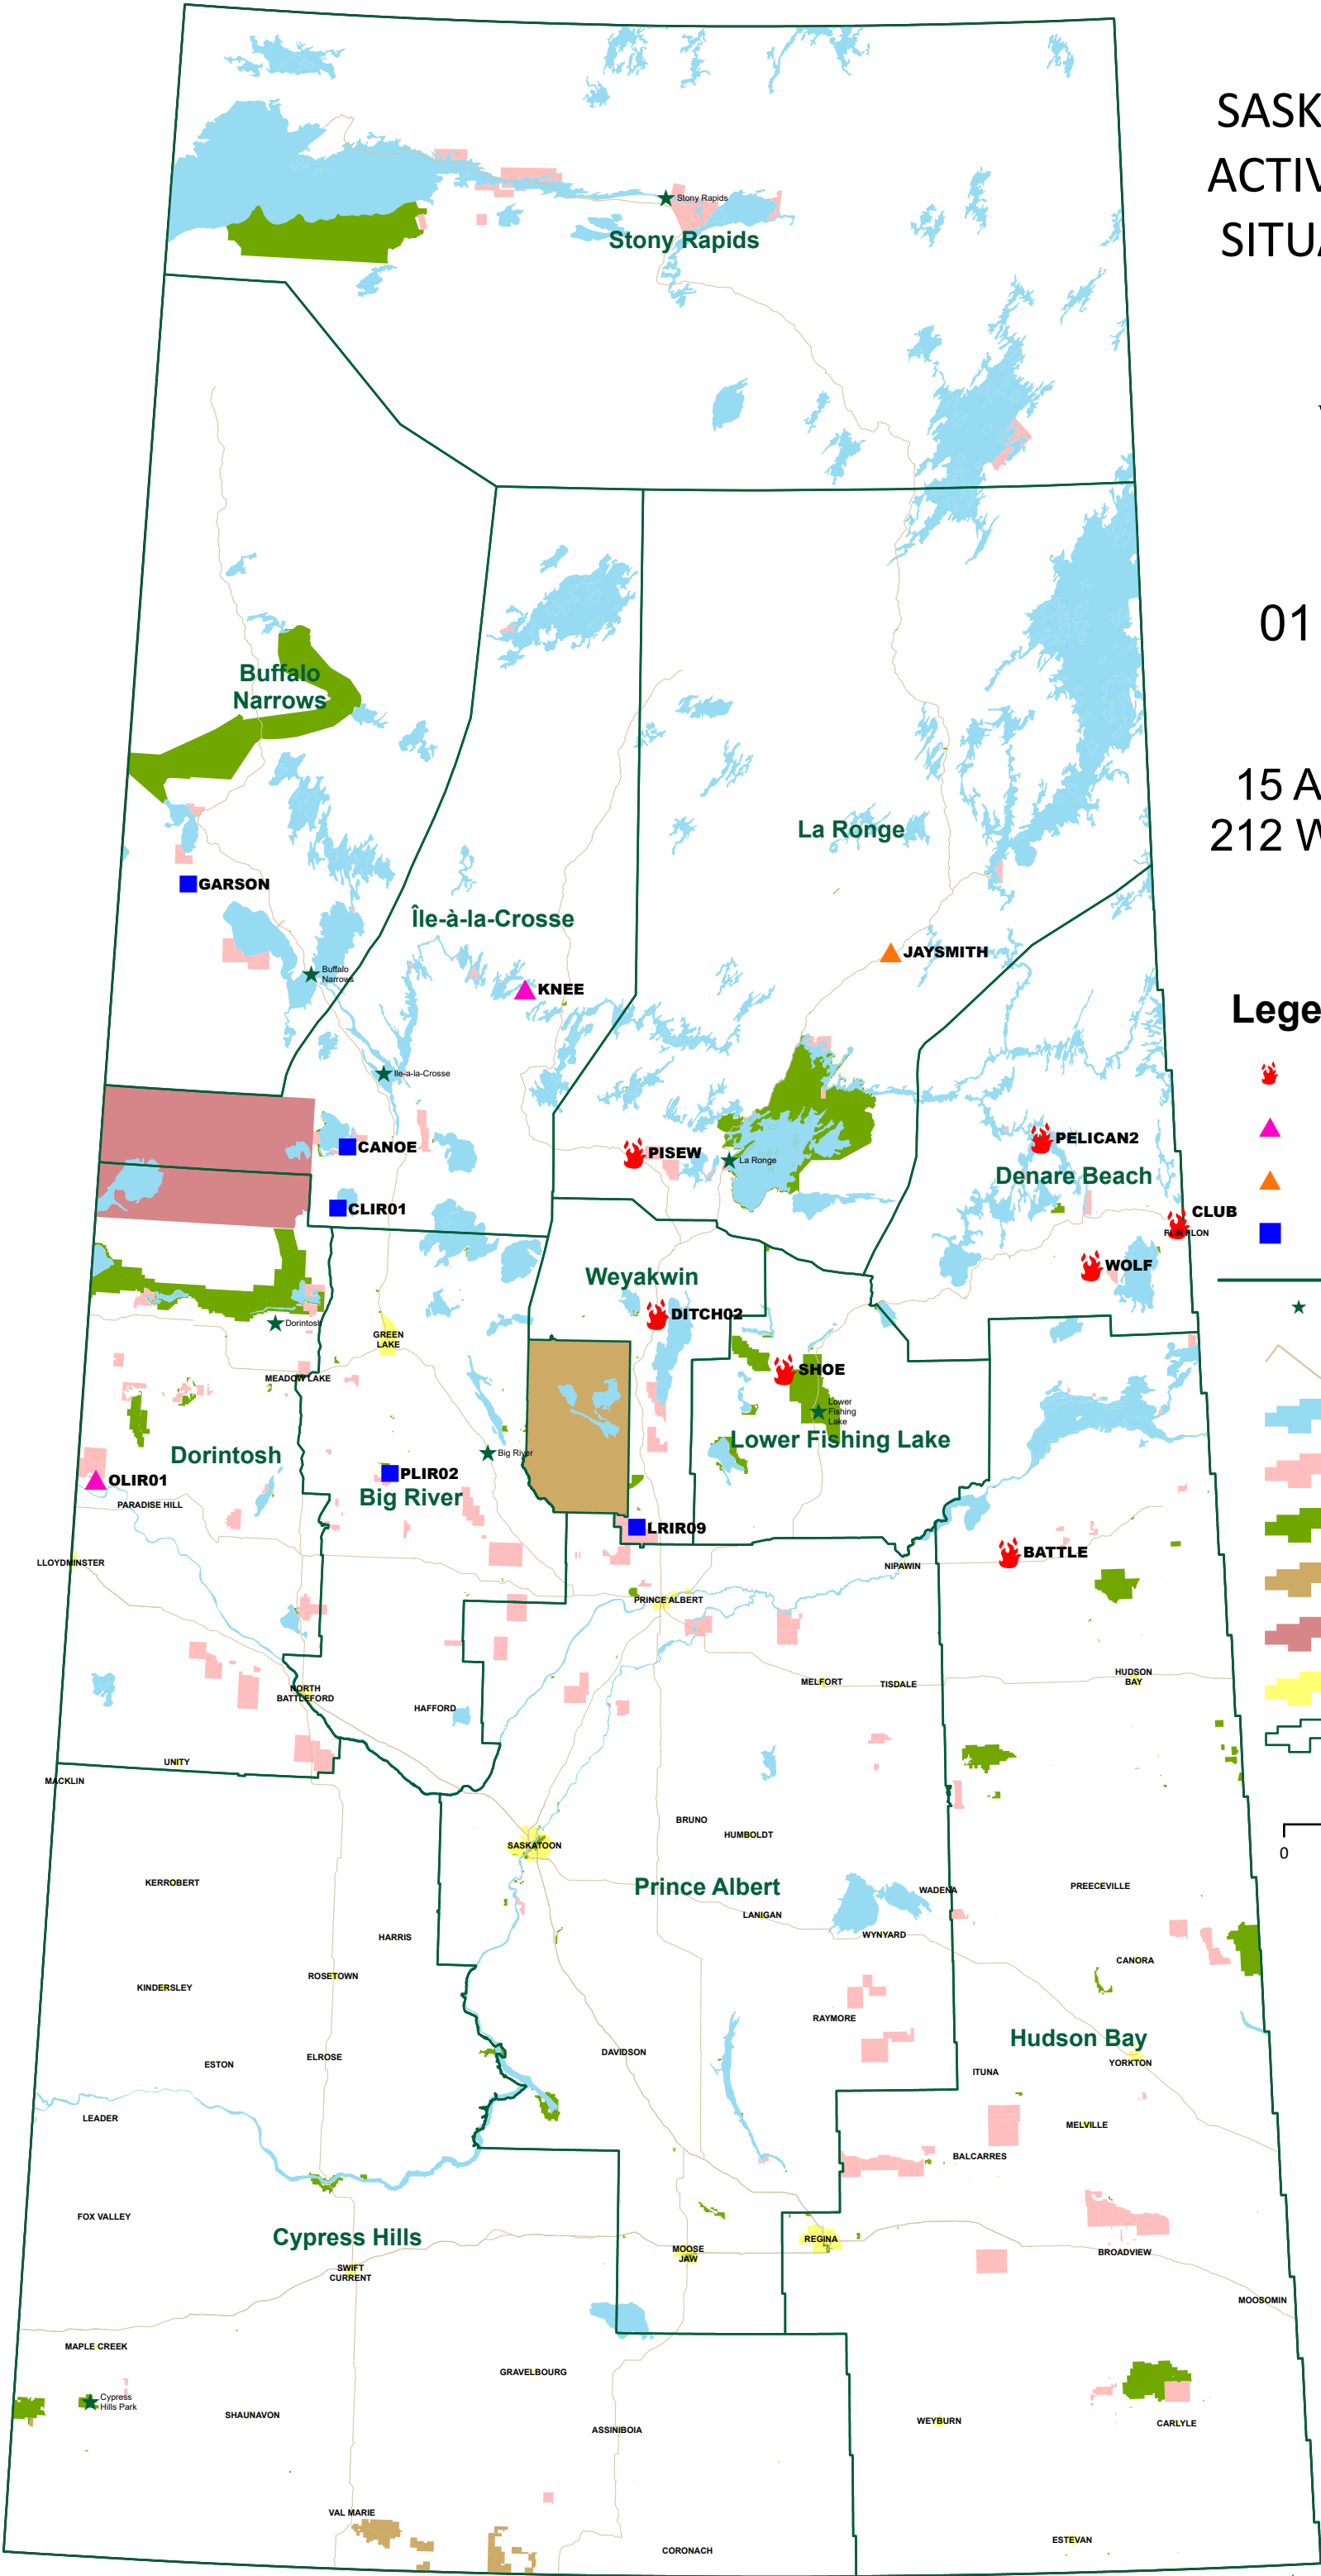 SASK
ACTIV
SITUA
01
15 A
212 W
Lege
0
Stony Rapids
Stony Rapids
Buffalo
Narrows
La Ronge
GARSON
Île-à-la-Crosse
JAYSMITH
Buffalo
Narrows
KNEE
Ile-a-la-Crosse
CANOE
PISEW
La Ronge
PELICAN2
Denare Beach
CLIR01
CLUB
FLIN FLON
WOLF
Weyakwin
DITCH02
Dorintosh
GREEN
LAKE
MEADOW LAKE
SHOE
Lower
Fishing
Lake
Lower Fishing Lake
Dorintosh
Big River
OLIR01
PLIR02
Big River
PARADISE HILL
LRIR09
BATTLE
LLOYDMINSTER
NIPAWIN
PRINCE ALBERT
MELFORT
TISDALE
HUDSON
BAY
NORTH
BATTLEFORD
HAFFORD
UNITY
MACKLIN
BRUNO
HUMBOLDT
SASKATOON
KERROBERT
Prince Albert
WADENA
PREECEVILLE
LANIGAN
HARRIS
WYNYARD
CANORA
ROSETOWN
KINDERSLEY
RAYMORE
Hudson Bay
DAVIDSON
ELROSE
ESTON
YORKTON
ITUNA
LEADER
MELVILLE
BALCARRES
FOX VALLEY
Cypress Hills
REGINA
MOOSE
JAW
BROADVIEW
SWIFT
CURRENT
MOOSOMIN
MAPLE CREEK
GRAVELBOURG
Cypress
Hills Park
SHAUNAVON
ASSINIBOIA
WEYBURN
CARLYLE
VAL MARIE
CORONACH
ESTEVAN